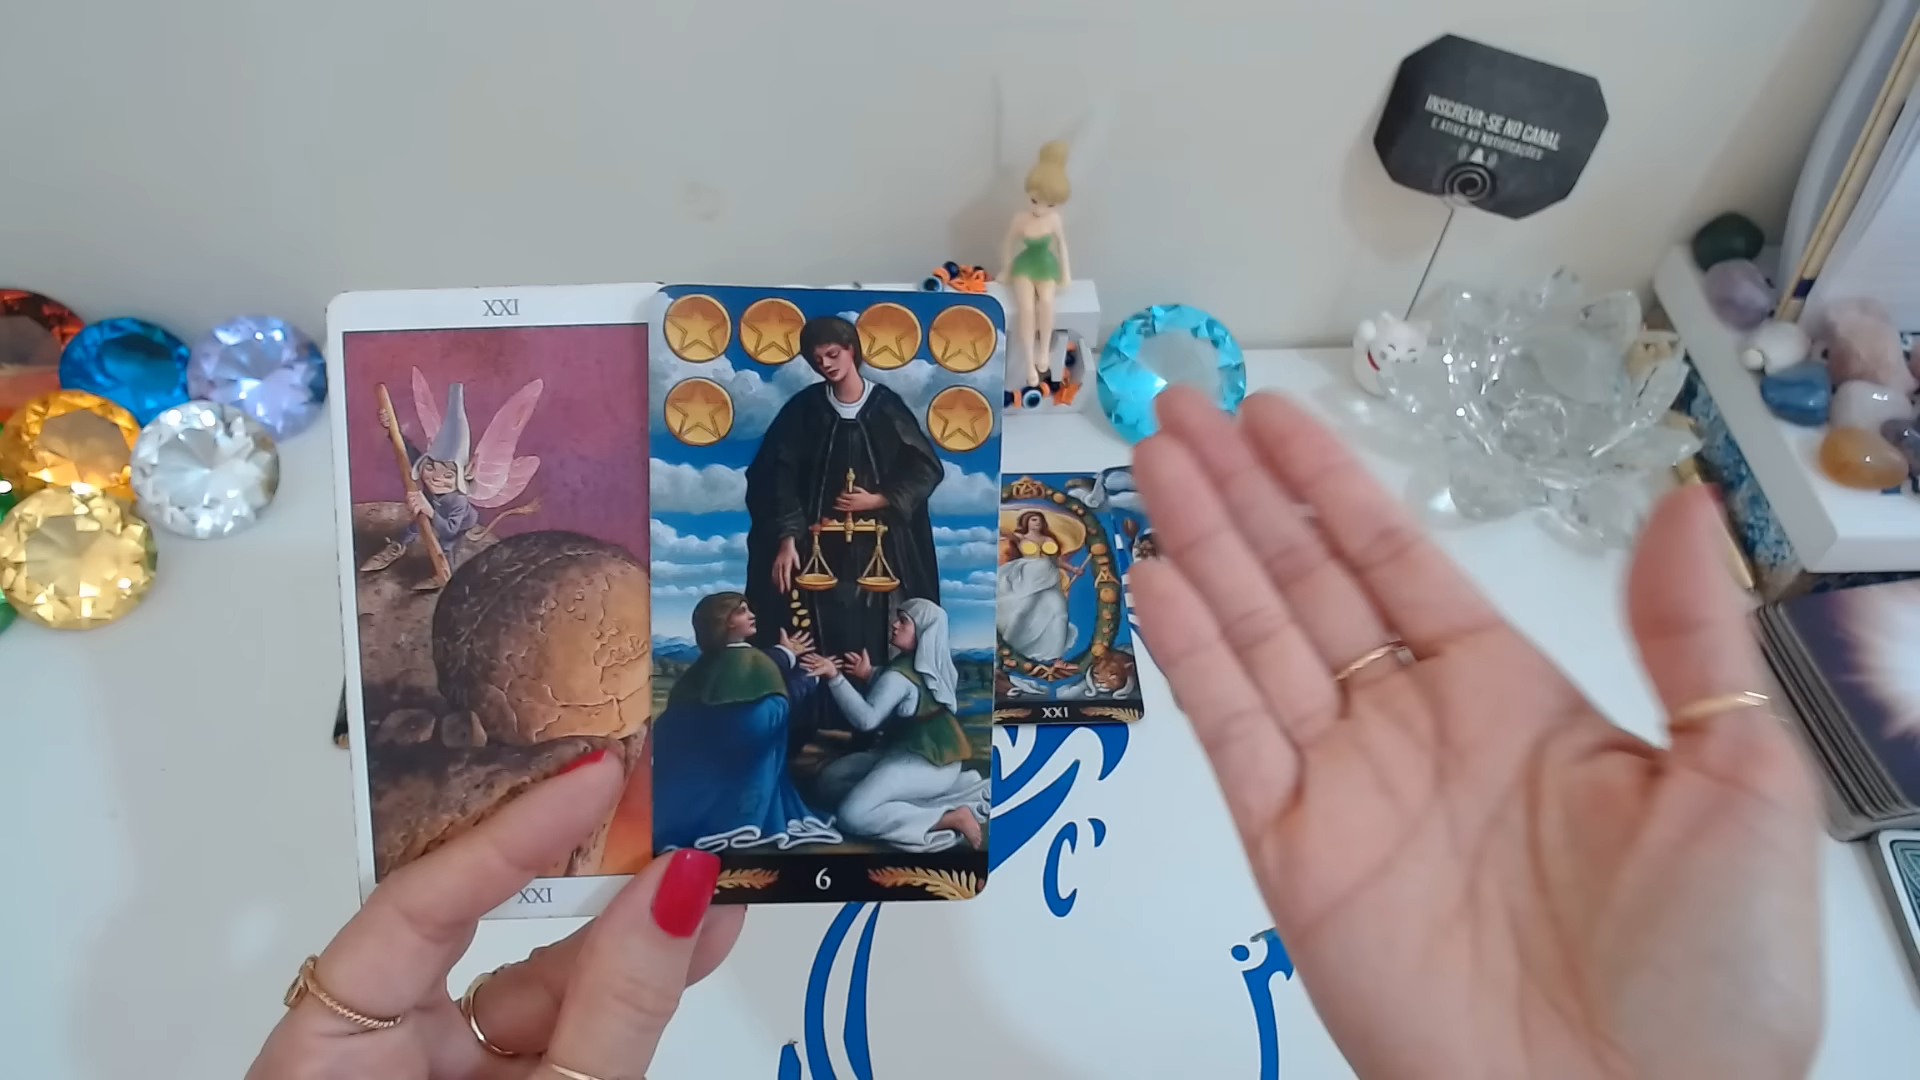 XXI
XXI
6
XXI
INSCREVA-SE NO CANAL
E ATIVE AS NOTIFICAÇÕES